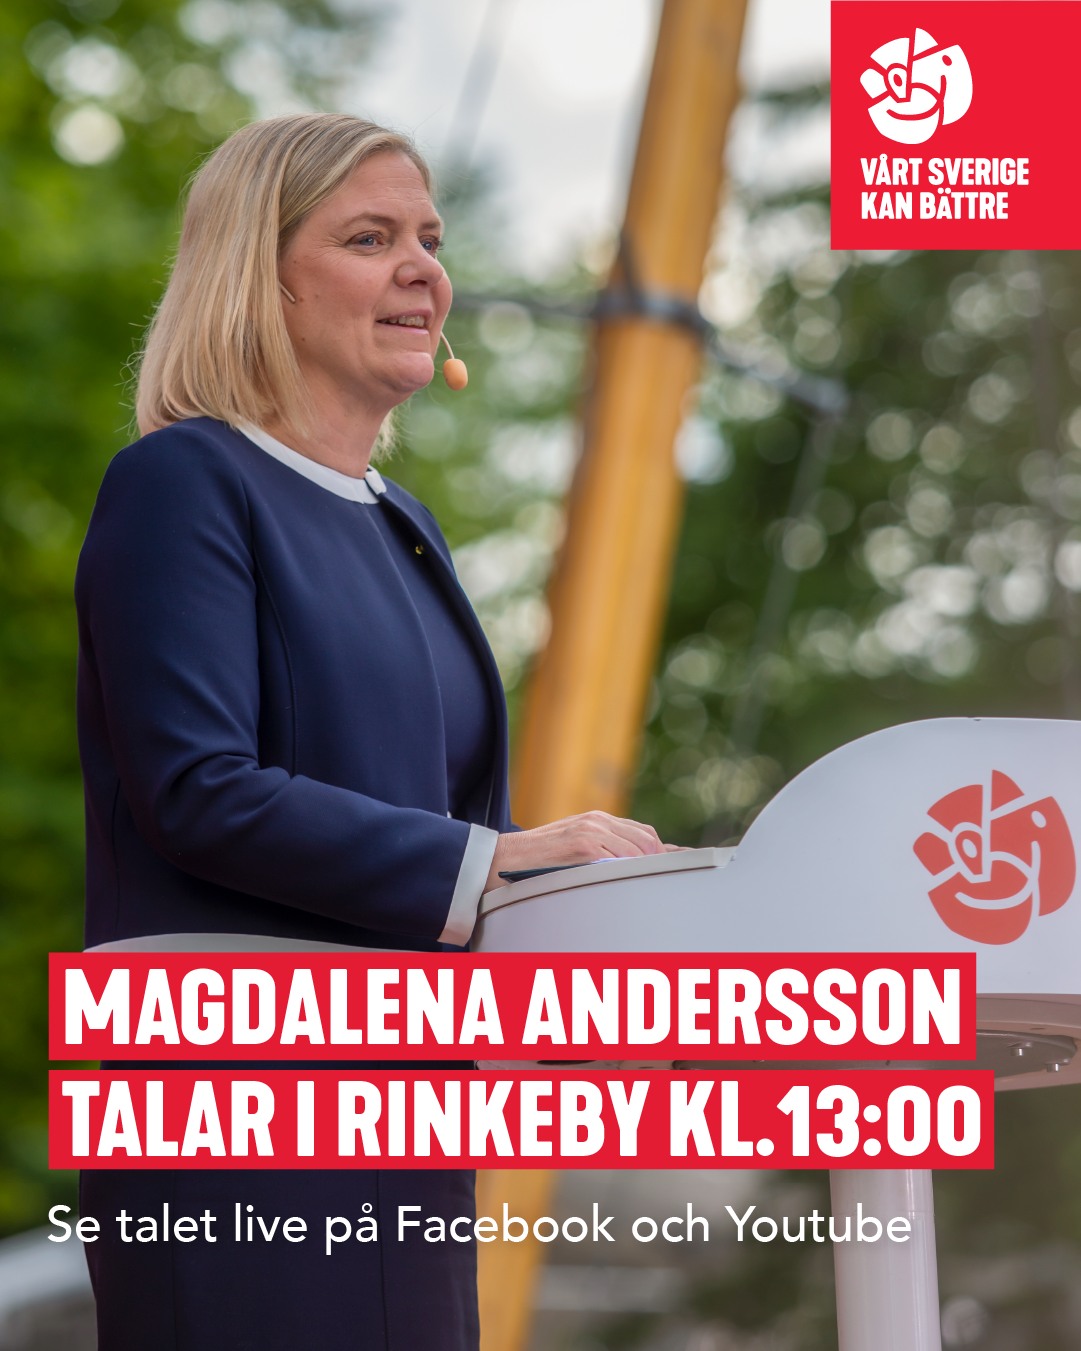 VÅRT SVERIGE
KAN BÄTTRE
MAGDALENA ANDERSSON
TALAR I RINKEBY KL.13:00
Se talet live på Facebook och Youtube